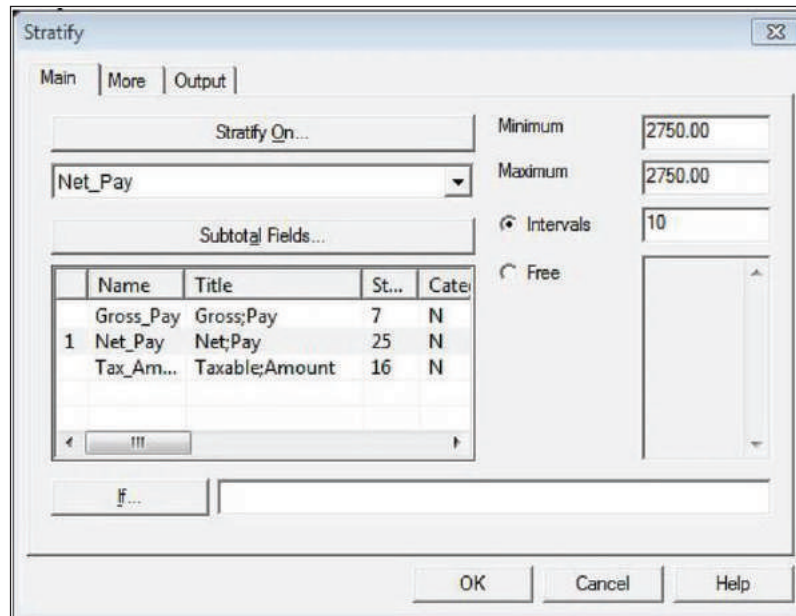 Stratify
Main More Output
Stratify On...
Net_Pay
Subtotal Fields...
Name Title St... Cate
Gross_Pay Gross;Pay 7 N
1 Net_Pay Net;Pay 25 N
Tax_Am... Taxable;Amount 16 N
If...
Minimum 2750.00
Maximum 2750.00
Intervals 10
Free
OK Cancel Help